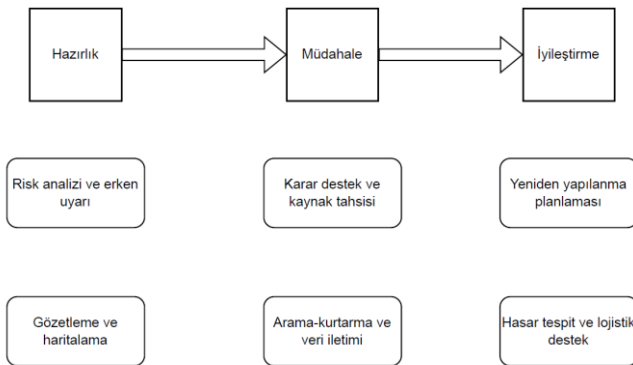 Hazırlık
Müdahale
İyileştirme
Risk analizi ve erken
uyarı
Karar destek ve
kaynak tahsisi
Yeniden yapılanma
planlaması
Gözetleme ve
haritalama
Arama-kurtarma ve
veri iletimi
Hasar tespit ve lojistik
destek